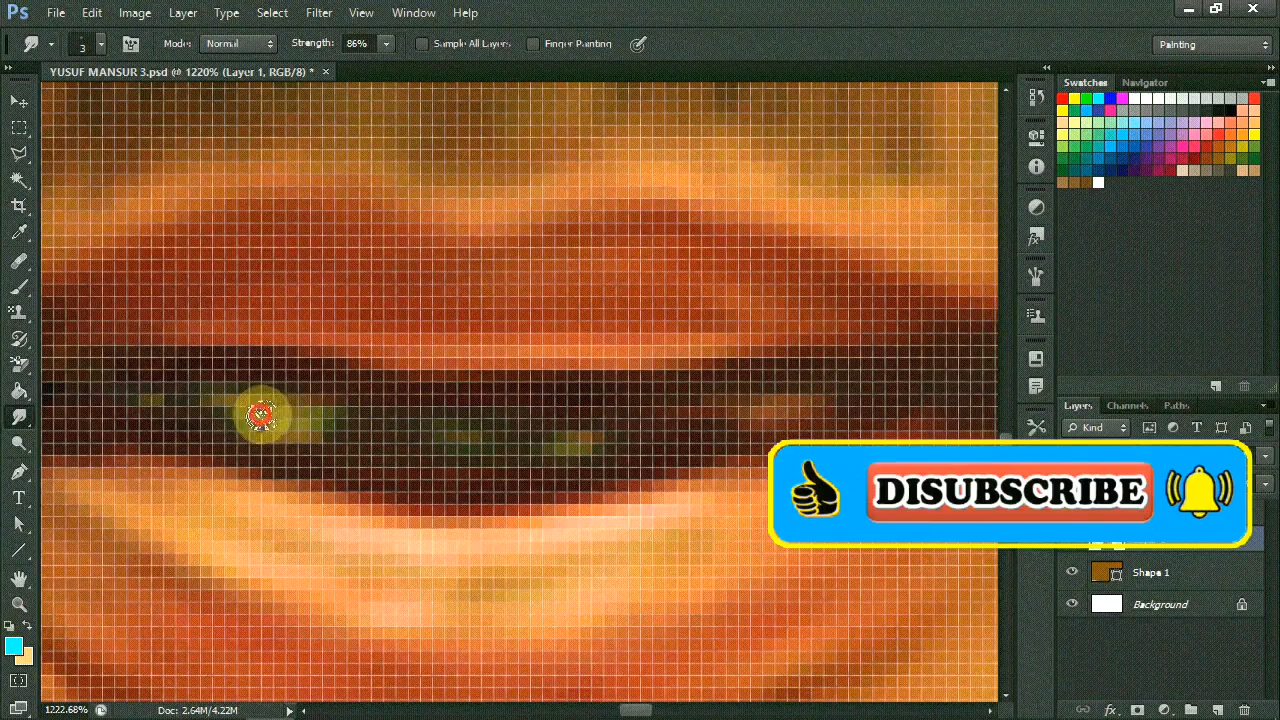 Ps File Edit Image Layer Type Select Filter View Window Help
3 Mode: Normal Strength: 86% Sample All Layers Finger Painting Painting
YUSUF MANSUR 3.psd @ 1220% (Layer 1, RGB/8) *
Swatches Navigator
Layers Channels Paths
Kind
DISUBSCRIBE
Shape 1
Background
1222.68% Doc: 2.64M/4.22M